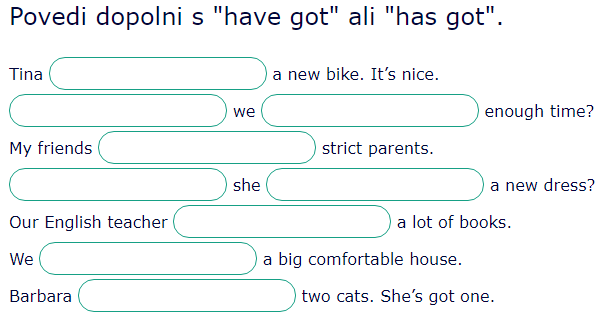 Povedi dopolni s "have got" ali "has got".
Tina a new bike. It’s nice.
we enough time?
My friends strict parents.
she a new dress?
Our English teacher a lot of books.
We a big comfortable house.
Barbara two cats. She’s got one.